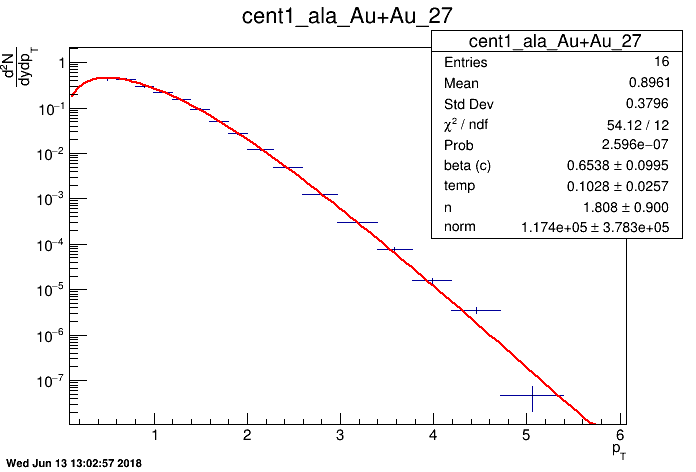 cent1_ala_Au+Au_27
d²N
dydp_T
cent1_ala_Au+Au_27
Entries 16
Mean 0.8961
Std Dev 0.3796
χ² / ndf 54.12 / 12
Prob 2.596e−07
beta (c) 0.6538 ± 0.0995
temp 0.1028 ± 0.0257
n 1.808 ± 0.900
norm 1.174e+05 ± 3.783e+05
1
10⁻¹
10⁻²
10⁻³
10⁻⁴
10⁻⁵
10⁻⁶
10⁻⁷
1 2 3 4 5 6
p_T
Wed Jun 13 13:02:57 2018